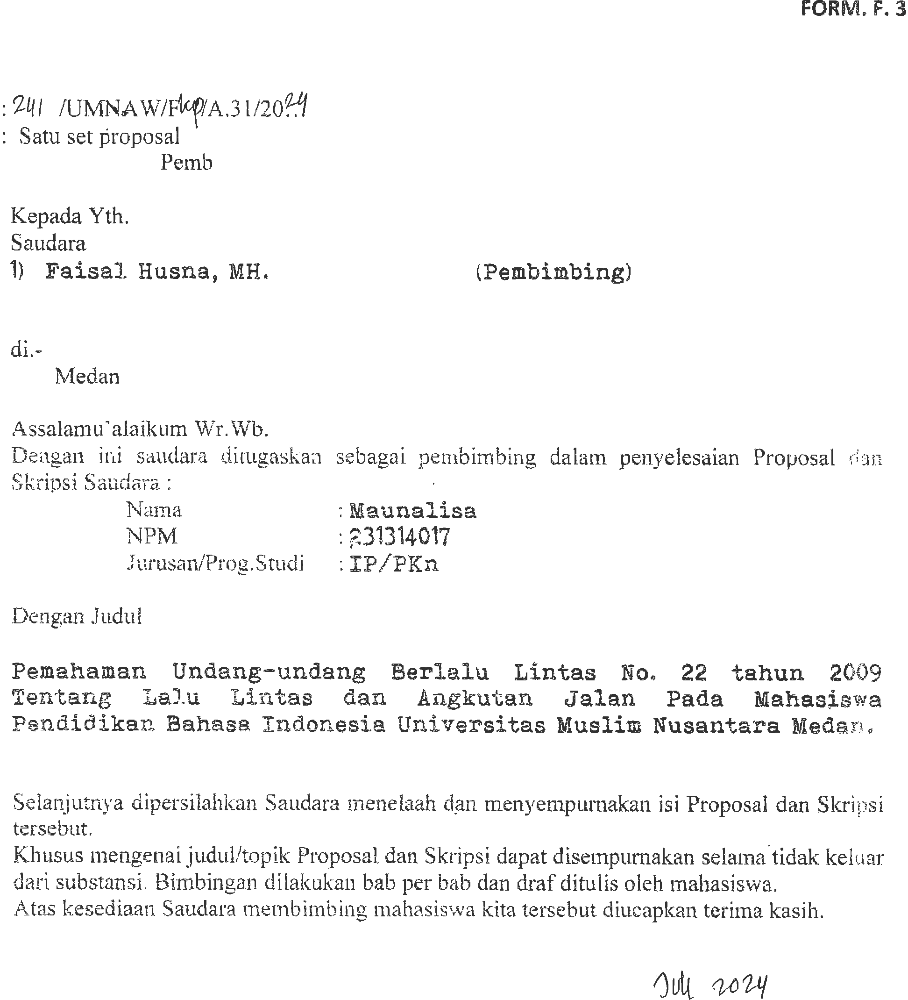 FORM. F. 3
: 241 /UMNAW/Fkip/A.31/2024
: Satu set proposal
Pemb
Kepada Yth.
Saudara
1) Faisal Husna, MH. (Pembimbing)
di.-
Medan
Assalamu'alaikum Wr.Wb.
Dengan ini saudara ditugaskan sebagai pembimbing dalam penyelesaian Proposal dan
Skripsi Saudara :
Nama : Maunalisa
NPM : 231314017
Jurusan/Prog.Studi : IP/PKn
Dengan Judul
Pemahaman Undang-undang Berlalu Lintas No. 22 tahun 2009
Tentang Lalu Lintas dan Angkutan Jalan Pada Mahasiswa
Pendidikan Bahasa Indonesia Universitas Muslim Nusantara Medan.
Selanjutnya dipersilahkan Saudara menelaah dan menyempurnakan isi Proposal dan Skripsi
tersebut.
Khusus mengenai judul/topik Proposal dan Skripsi dapat disempurnakan selama tidak keluar
dari substansi. Bimbingan dilakukan bab per bab dan draf ditulis oleh mahasiswa.
Atas kesediaan Saudara membimbing mahasiswa kita tersebut diucapkan terima kasih.
Juli 2024